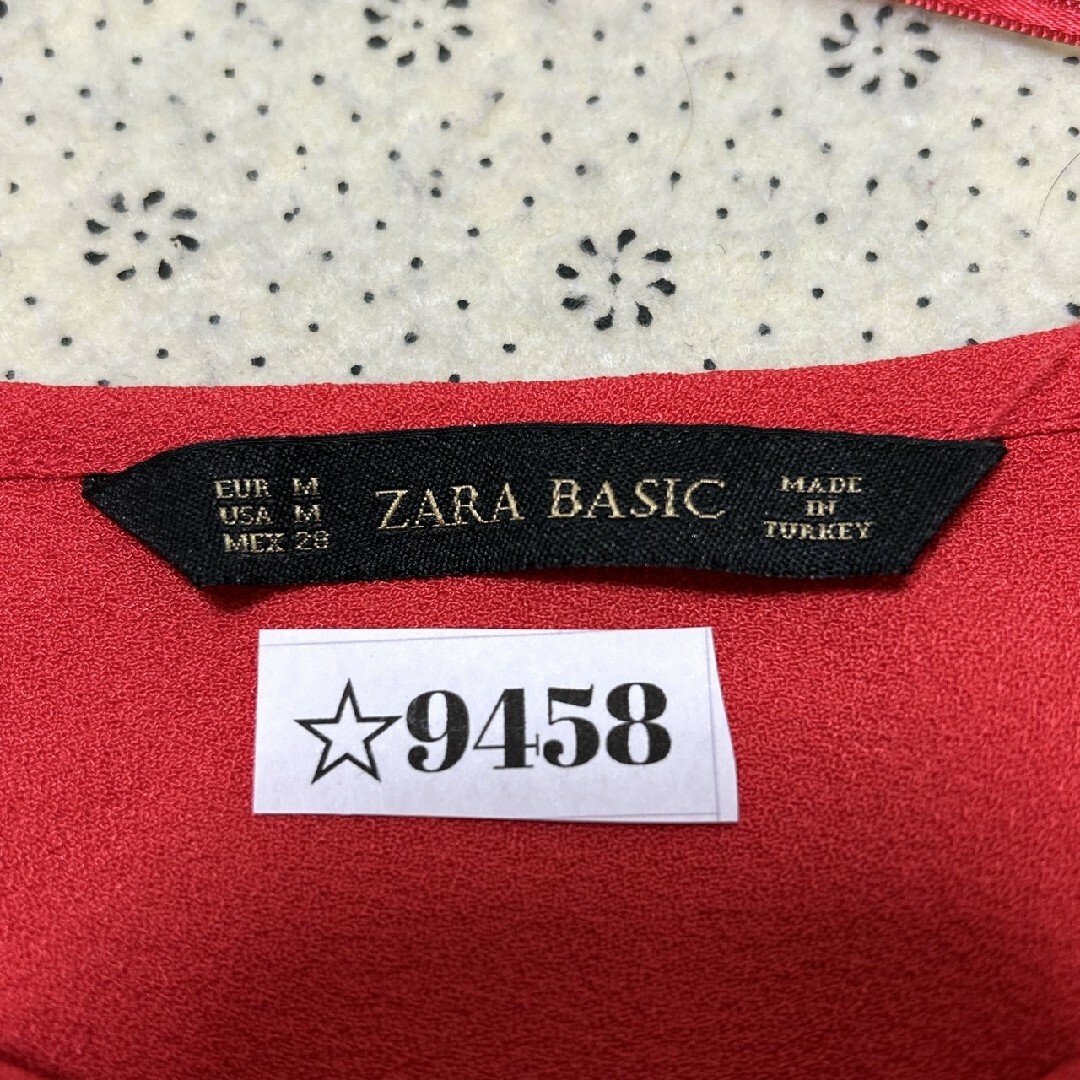 EUR M
USA M
MEX 28
ZARA BASIC
MADE
IN
TURKEY
☆9458